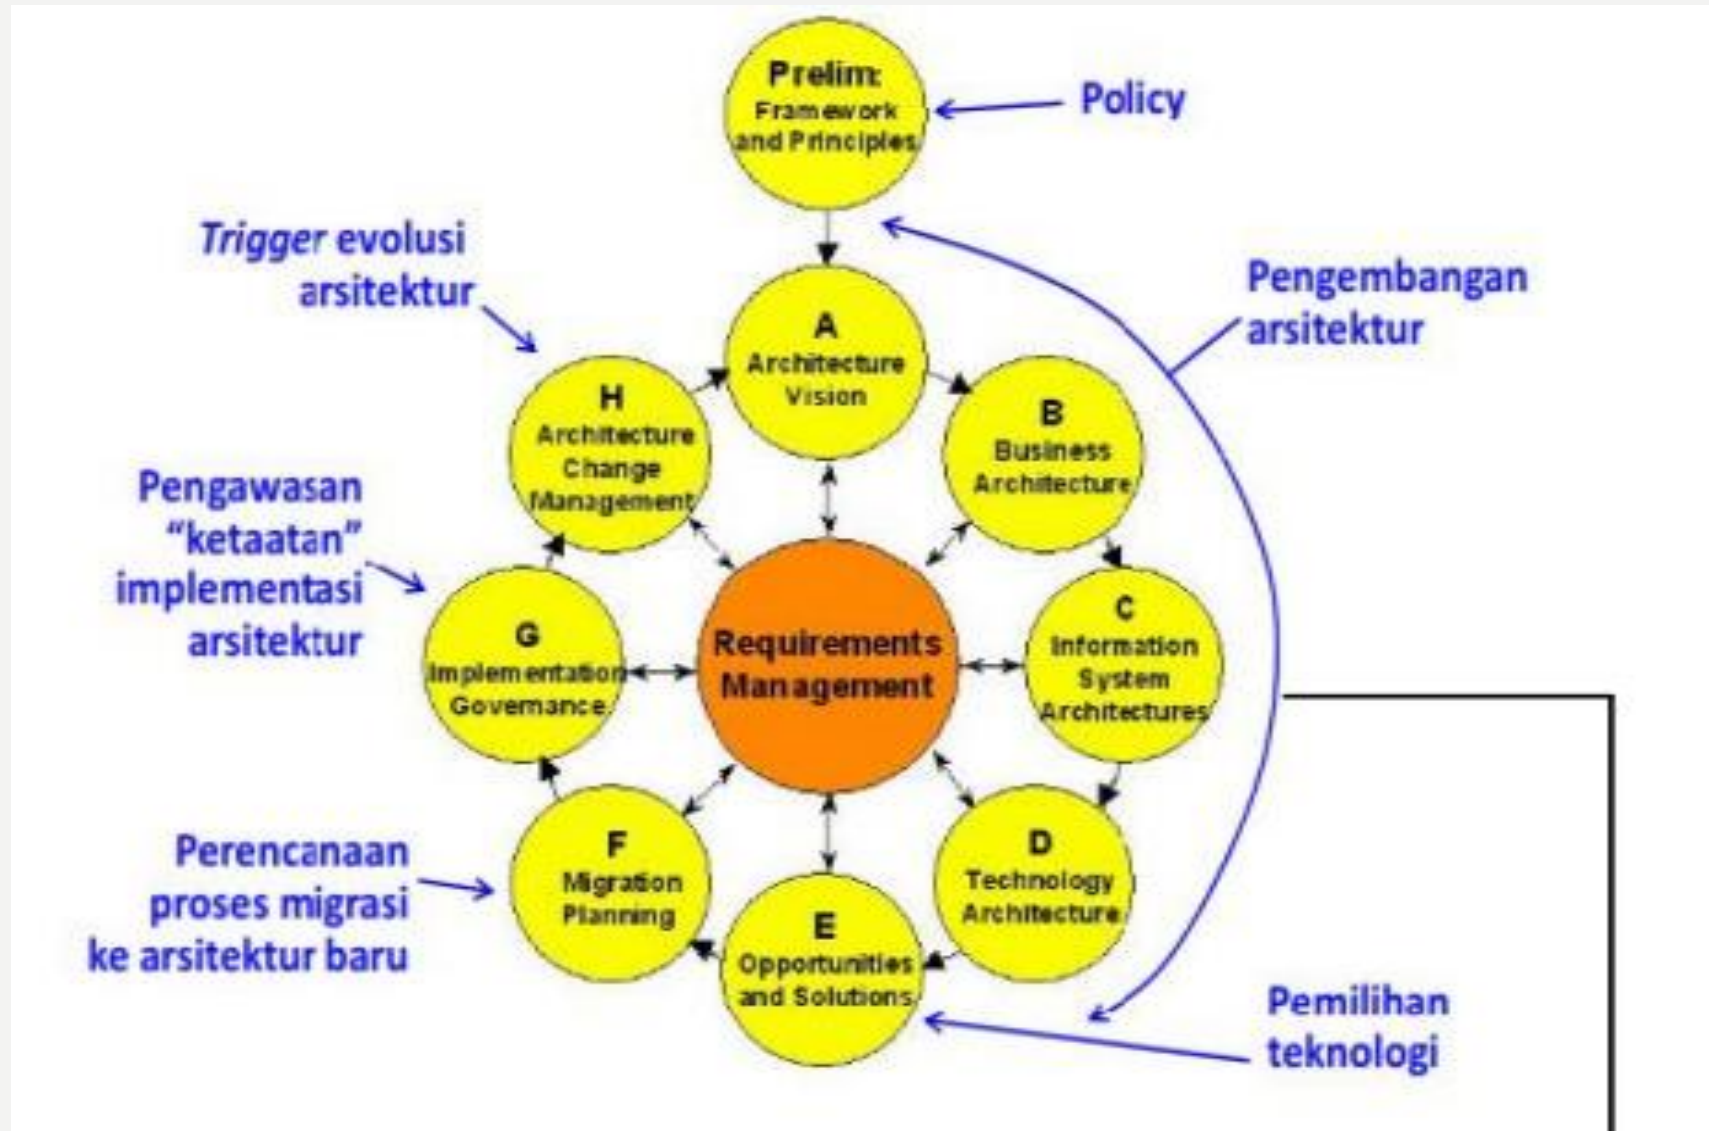 Prelim:
Framework
and Principles
Policy
Trigger evolusi
arsitektur
Pengembangan
arsitektur
A
Architecture
Vision
H
Architecture
Change
Management
B
Business
Architecture
Pengawasan
“ketaatan”
implementasi
arsitektur
G
Implementation
Governance
Requirements
Management
C
Information
System
Architectures
Perencanaan
proses migrasi
ke arsitektur baru
F
Migration
Planning
E
Opportunities
and Solutions
D
Technology
Architecture
Pemilihan
teknologi